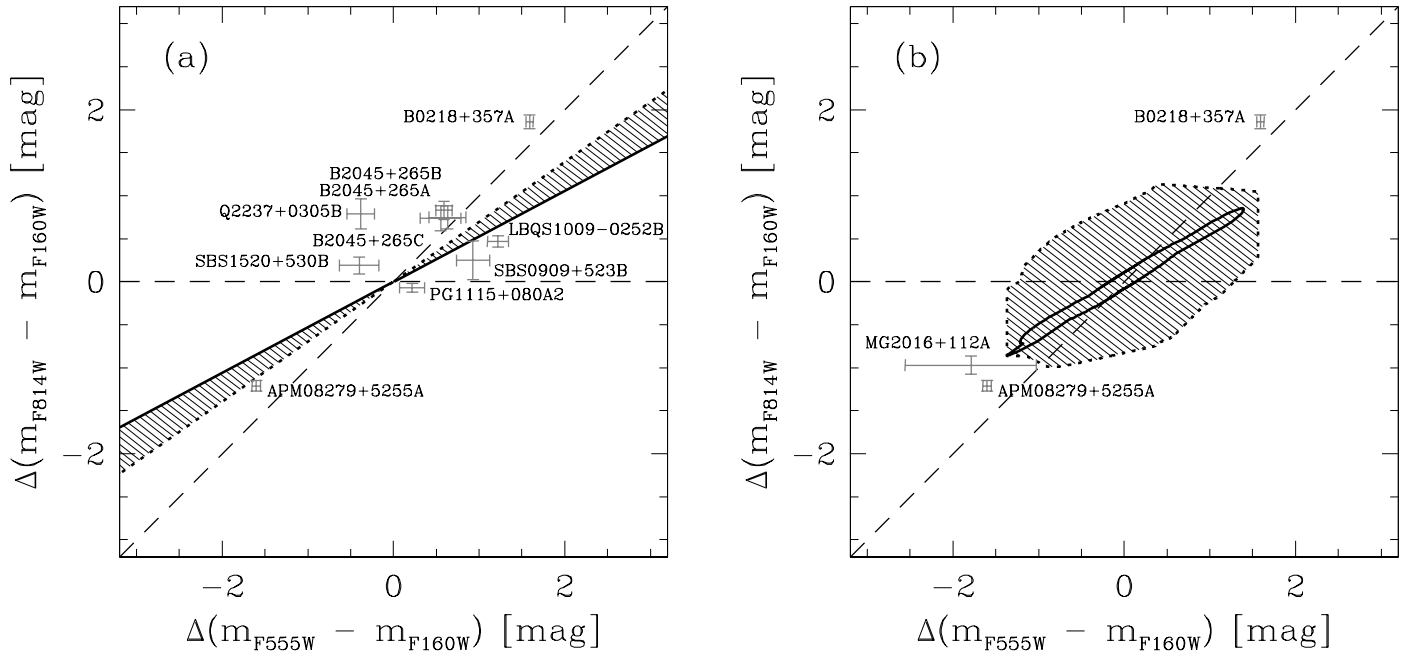 (a)
B0218+357A
B2045+265B
B2045+265A
Q2237+0305B
B2045+265C
LBQS1009-0252B
SBS1520+530B
SBS0909+523B
PG1115+080A2
APM08279+5255A
2
0
-2
-2 0 2
Δ(mF814W - mF160W) [mag]
Δ(mF555W - mF160W) [mag]
(b)
B0218+357A
MG2016+112A
APM08279+5255A
2
0
-2
-2 0 2
Δ(mF814W - mF160W) [mag]
Δ(mF555W - mF160W) [mag]